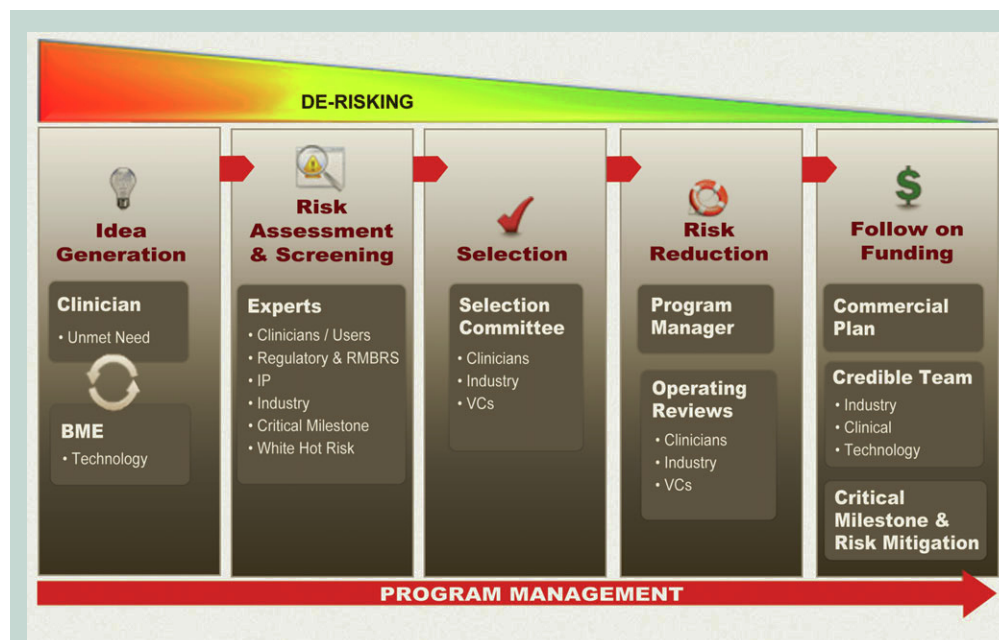 DE-RISKING
Idea
Generation
Clinician
• Unmet Need
BME
• Technology
Risk
Assessment
& Screening
Experts
• Clinicians / Users
• Regulatory & RMBRS
• IP
• Industry
• Critical Milestone
• White Hot Risk
Selection
Selection
Committee
• Clinicians
• Industry
• VCs
Risk
Reduction
Program
Manager
Operating
Reviews
• Clinicians
• Industry
• VCs
$
Follow on
Funding
Commercial
Plan
Credible Team
• Industry
• Clinical
• Technology
Critical
Milestone &
Risk Mitigation
PROGRAM MANAGEMENT